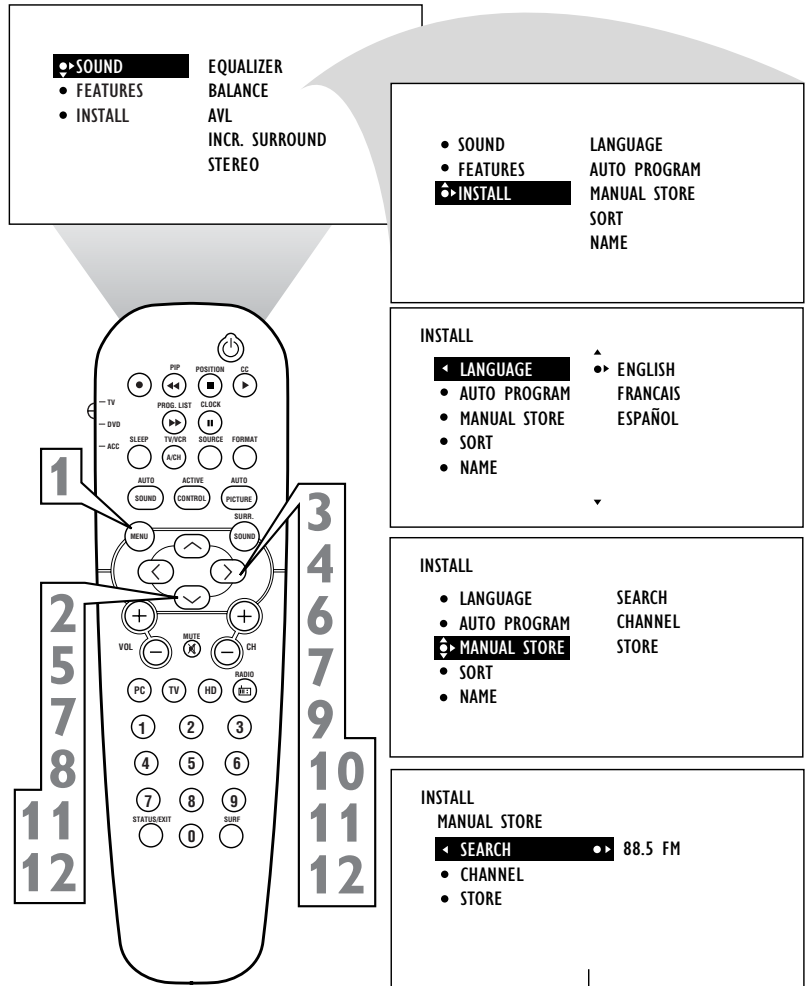 SOUND EQUALIZER
FEATURES BALANCE
INSTALL AVL
INCR. SURROUND
STEREO
SOUND LANGUAGE
FEATURES AUTO PROGRAM
INSTALL MANUAL STORE
SORT
NAME
INSTALL
LANGUAGE ENGLISH
AUTO PROGRAM FRANCAIS
MANUAL STORE ESPAÑOL
SORT
NAME
INSTALL
LANGUAGE SEARCH
AUTO PROGRAM CHANNEL
MANUAL STORE STORE
SORT
NAME
INSTALL
MANUAL STORE
SEARCH 88.5 FM
CHANNEL
STORE
PIP POSITION CC
TV
PROG. LIST CLOCK
DVD
ACC
SLEEP TV/VCR SOURCE FORMAT
A/CH
AUTO ACTIVE AUTO
SOUND CONTROL PICTURE
SURR.
MENU SOUND
VOL MUTE CH
RADIO
PC TV HD
1 2 3
4 5 6
7 8 9
STATUS/EXIT SURF
0
1
2
5
7
8
11
12
3
4
6
7
9
10
11
12